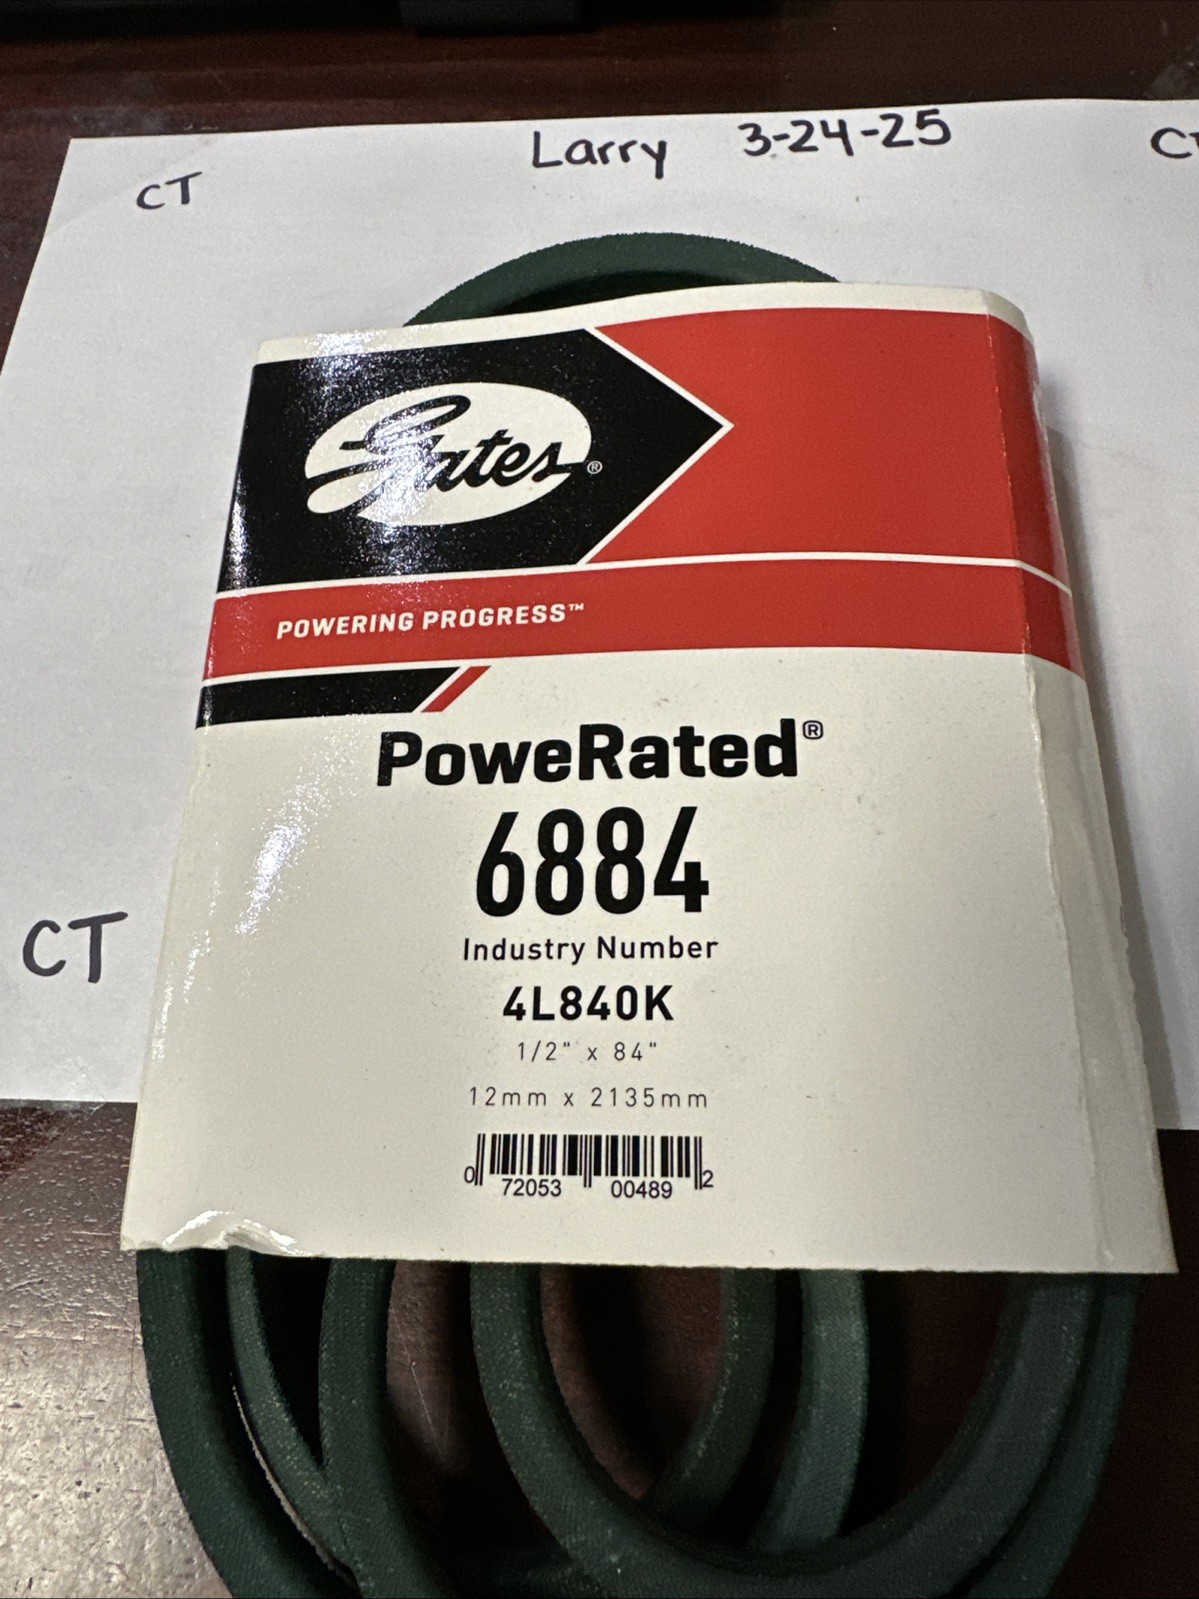 Larry 3-24-25
CT
Gates®
POWERING PROGRESS™
PoweRated®
6884
Industry Number
4L840K
CT
1/2" x 84"
12mm x 2135mm
0 72053 00489 2